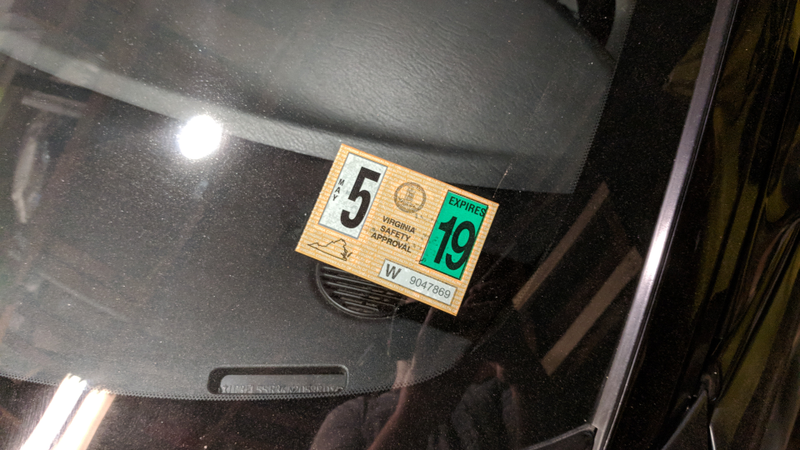 MAY
5
VIRGINIA
SAFETY
APPROVAL
EXPIRES
19
W 9047869